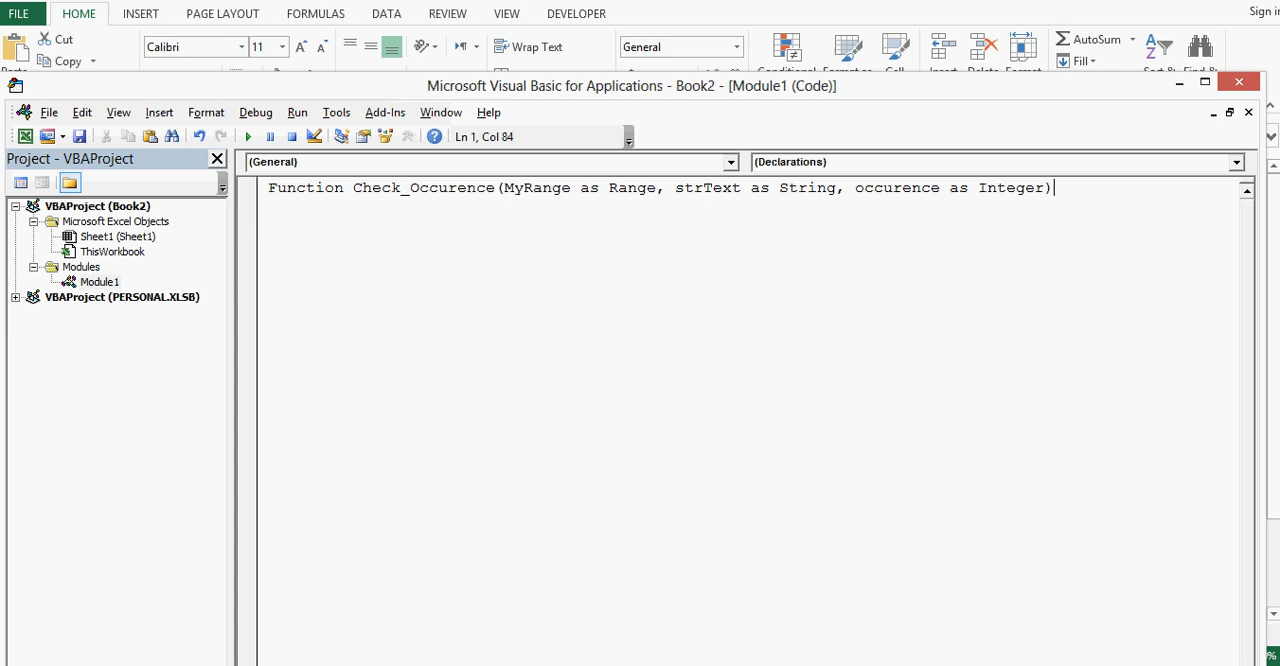 FILE HOME INSERT PAGE LAYOUT FORMULAS DATA REVIEW VIEW DEVELOPER Sign in
Cut Calibri 11 Wrap Text General AutoSum
Copy Fill
Microsoft Visual Basic for Applications - Book2 - [Module1 (Code)]
File Edit View Insert Format Debug Run Tools Add-Ins Window Help
Ln 1, Col 84
Project - VBAProject
(General) (Declarations)
Function Check_Occurence(MyRange as Range, strText as String, occurence as Integer)
VBAProject (Book2)
Microsoft Excel Objects
Sheet1 (Sheet1)
ThisWorkbook
Modules
Module1
VBAProject (PERSONAL.XLSB)
%